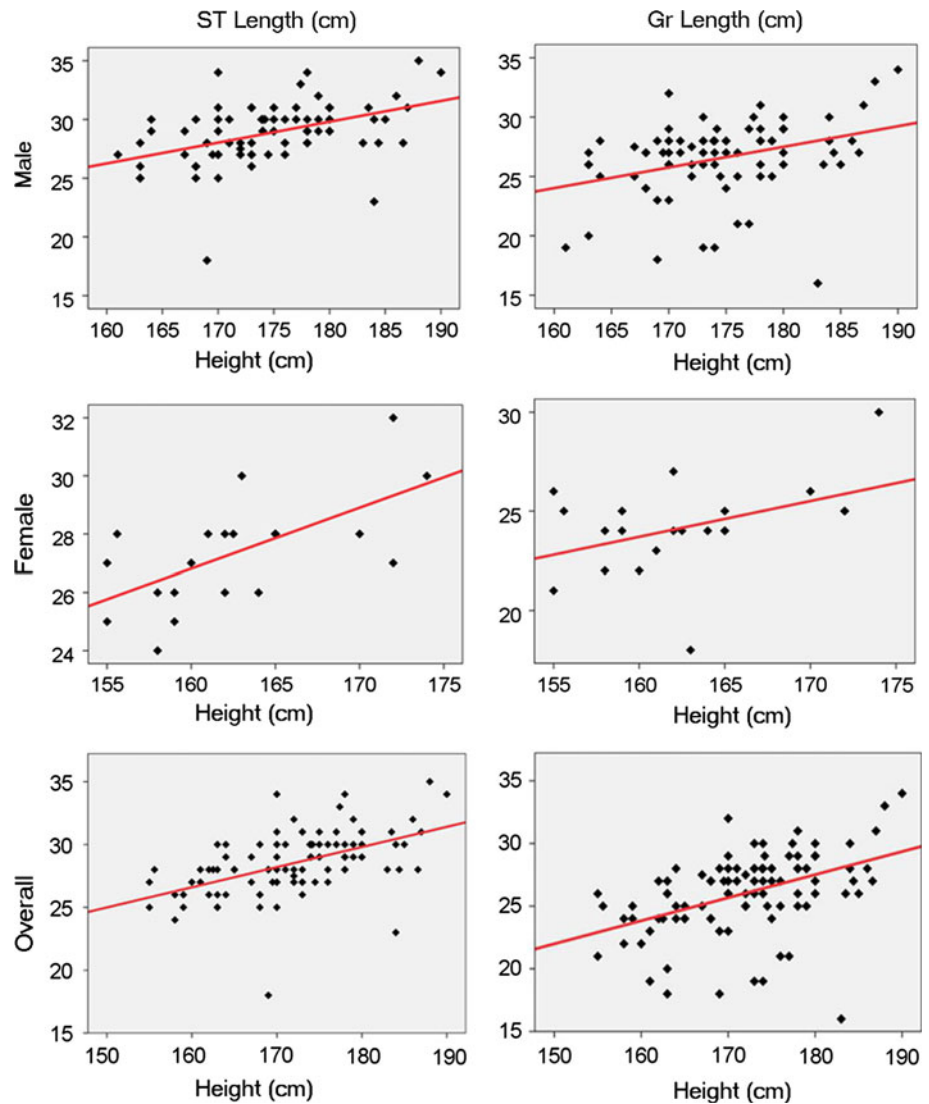 ST Length (cm)
Gr Length (cm)
Male
35
30
25
20
15
160 165 170 175 180 185 190
Height (cm)
35
30
25
20
15
160 165 170 175 180 185 190
Height (cm)
Female
32
30
28
26
24
155 160 165 170 175
Height (cm)
30
25
20
155 160 165 170 175
Height (cm)
Overall
35
30
25
20
15
150 160 170 180 190
Height (cm)
35
30
25
20
15
150 160 170 180 190
Height (cm)